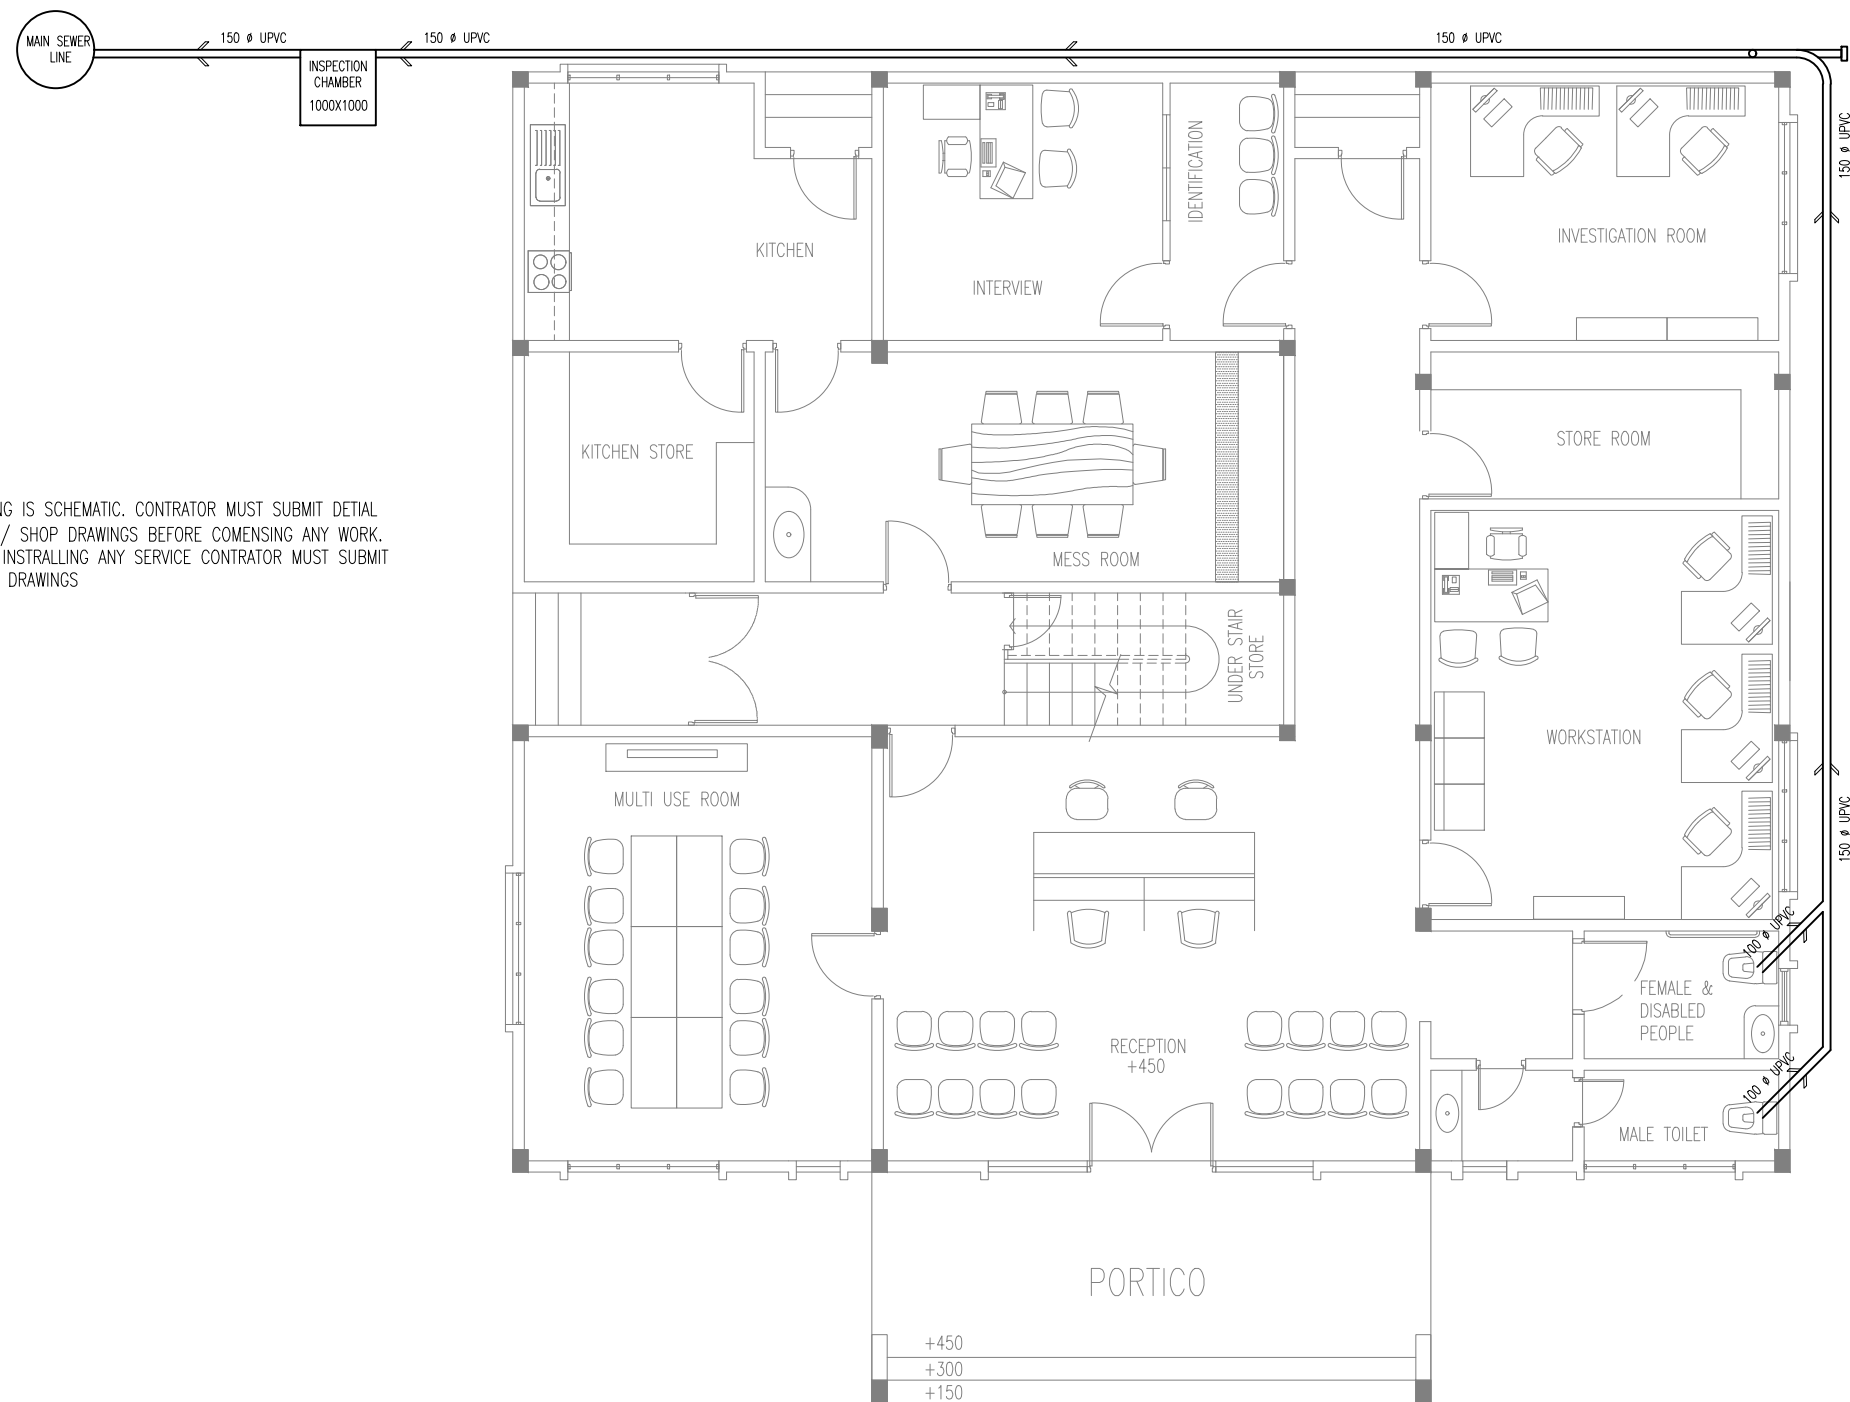 MAIN SEWER
LINE
150 ø UPVC
INSPECTION
CHAMBER
1000X1000
150 ø UPVC
150 ø UPVC
150 ø UPVC
KITCHEN
INTERVIEW
IDENTIFICATION
INVESTIGATION ROOM
KITCHEN STORE
MESS ROOM
STORE ROOM
NG IS SCHEMATIC. CONTRATOR MUST SUBMIT DETIAL
/ SHOP DRAWINGS BEFORE COMENSING ANY WORK.
INSTRALLING ANY SERVICE CONTRATOR MUST SUBMIT
DRAWINGS
UNDER STAIR
STORE
WORKSTATION
MULTI USE ROOM
150 ø UPVC
100 ø UPVC
FEMALE &
DISABLED
PEOPLE
RECEPTION
+450
100 ø UPVC
MALE TOILET
PORTICO
+450
+300
+150